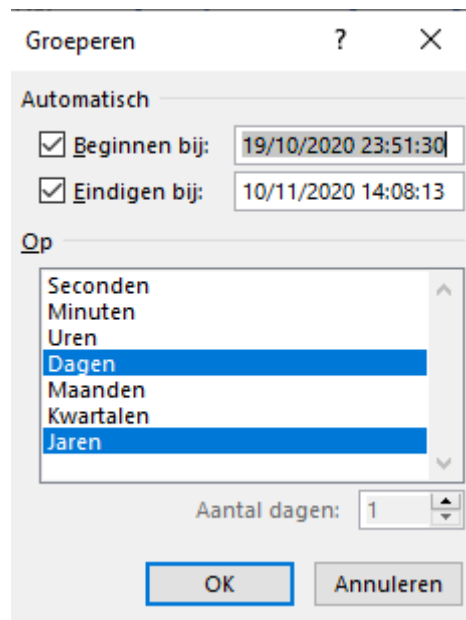 Groeperen ? ×
Automatisch
Beginnen bij: 19/10/2020 23:51:30
Eindigen bij: 10/11/2020 14:08:13
Op
Seconden
Minuten
Uren
Dagen
Maanden
Kwartalen
Jaren
Aantal dagen: 1
OK Annuleren